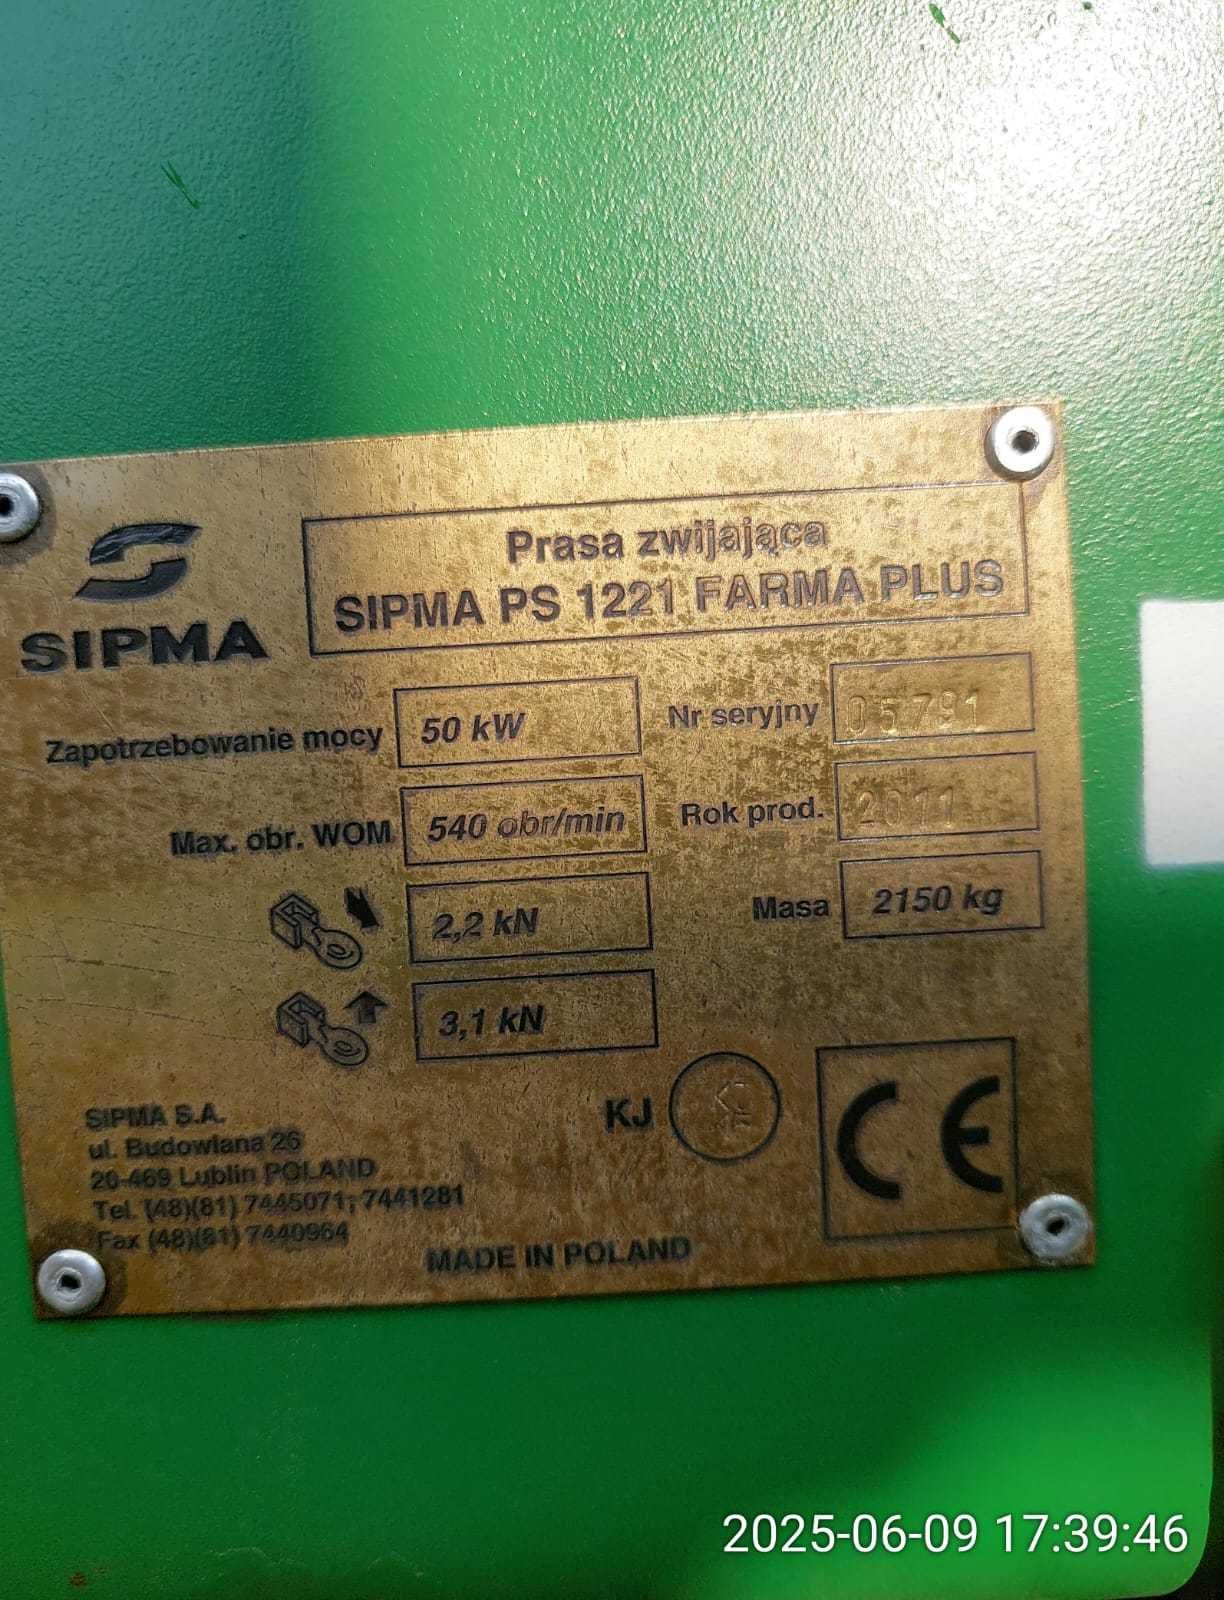 Prasa zwijająca
SIPMA PS 1221 FARMA PLUS
SIPMA
Zapotrzebowanie mocy 50 kW
Nr seryjny 05791
Max. obr. WOM 540 obr/min
Rok prod. 2011
2,2 kN
Masa 2150 kg
3,1 kN
KJ
CE
SIPMA S.A.
ul. Budowlana 26
20-469 Lublin POLAND
Tel. (48)(81) 7445071; 7441281
Fax (48)(81) 7440964
MADE IN POLAND
2025-06-09 17:39:46